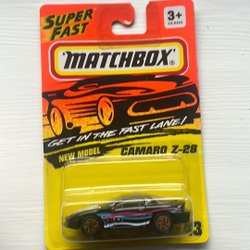 SUPER
FAST
3+
YEARS
MATCHBOX
GET IN THE FAST LANE!
NEW MODEL
CAMARO Z-28